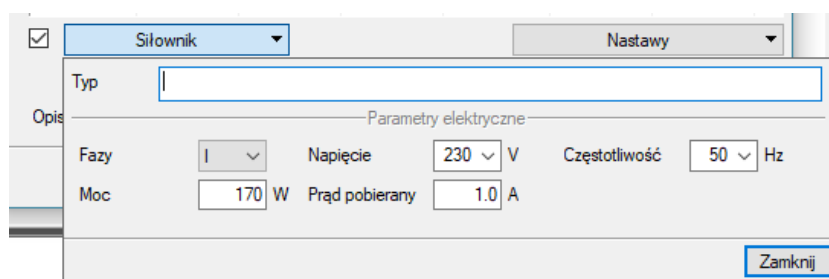 Siłownik Nastawy
Typ
Opis
Parametry elektryczne
Fazy I Napięcie 230 V Częstotliwość 50 Hz
Moc 170 W Prąd pobierany 1.0 A
Zamknij